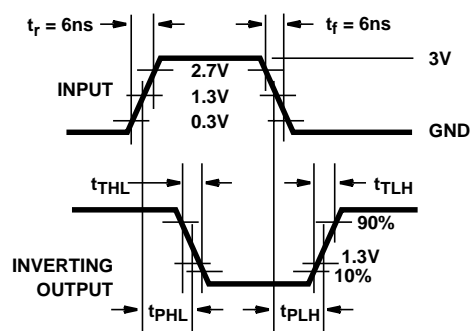 tr = 6ns
tf = 6ns
3V
2.7V
INPUT
1.3V
0.3V
GND
tTHL
tTLH
90%
1.3V
INVERTING
OUTPUT
10%
tPHL
tPLH